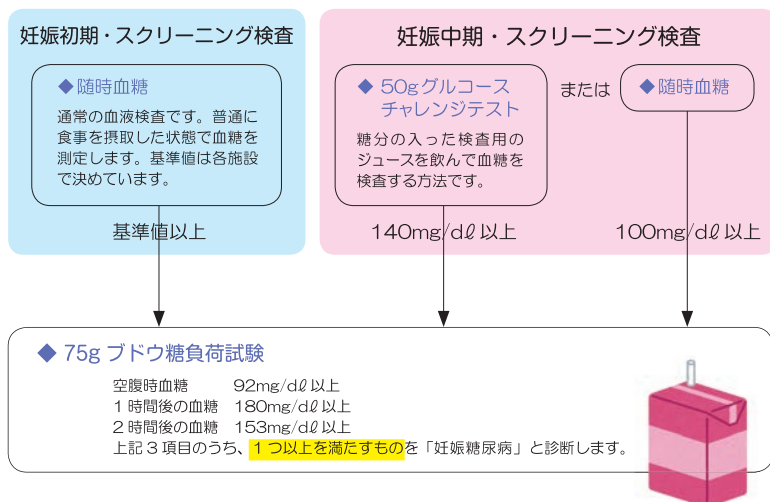 妊娠初期・スクリーニング検査
◆ 随時血糖
通常の血液検査です。普通に
食事を摂取した状態で血糖を
測定します。基準値は各施設
で決めています。
基準値以上
妊娠中期・スクリーニング検査
◆ 50gグルコース
チャレンジテスト
糖分の入った検査用の
ジュースを飲んで血糖を
検査する方法です。
140mg/dℓ以上
または
◆随時血糖
100mg/dℓ以上
◆ 75g ブドウ糖負荷試験
空腹時血糖 92mg/dℓ以上
1時間後の血糖 180mg/dℓ以上
2時間後の血糖 153mg/dℓ以上
上記3項目のうち、1つ以上を満たすものを「妊娠糖尿病」と診断します。